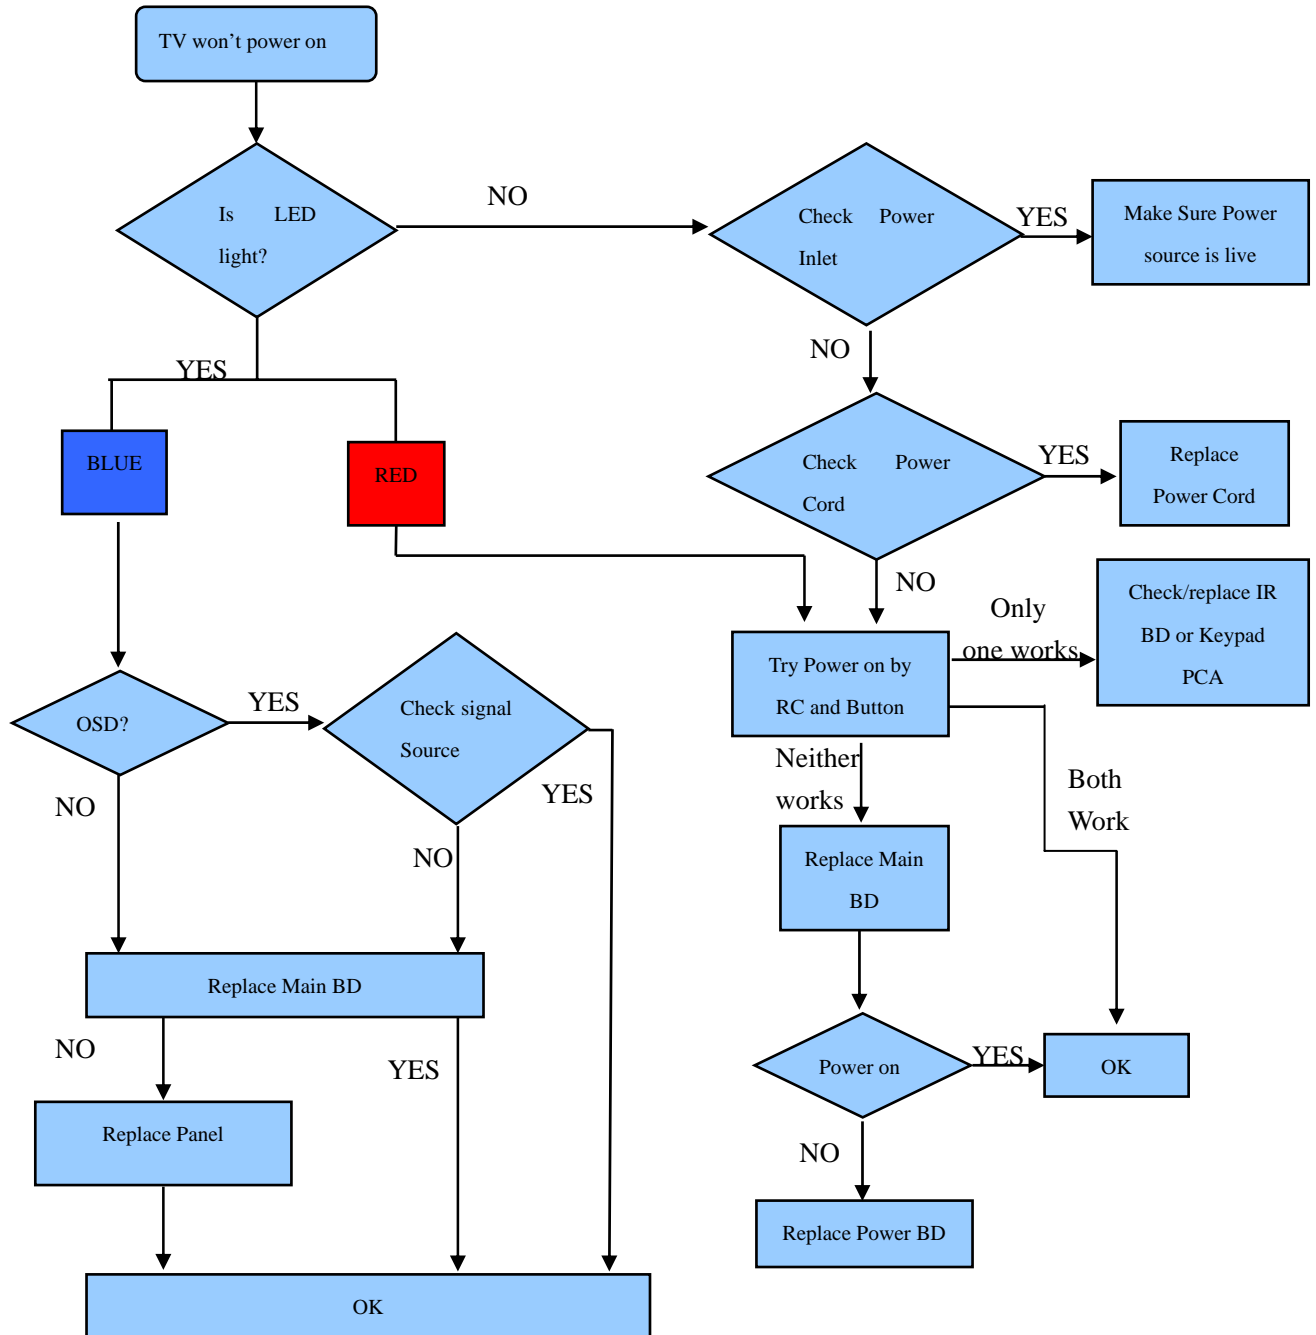 TV won't power on
Is LED
light?
NO
Check Power
Inlet
YES
Make Sure Power
source is live
YES
NO
BLUE
RED
Check Power
Cord
YES
Replace
Power Cord
NO
Only
one works
Check/replace IR
BD or Keypad
PCA
Try Power on by
RC and Button
OSD?
YES
Check signal
Source
YES
NO
NO
Neither
works
Both
Work
Replace Main
BD
Replace Main BD
NO
YES
Power on
YES
OK
Replace Panel
NO
Replace Power BD
OK